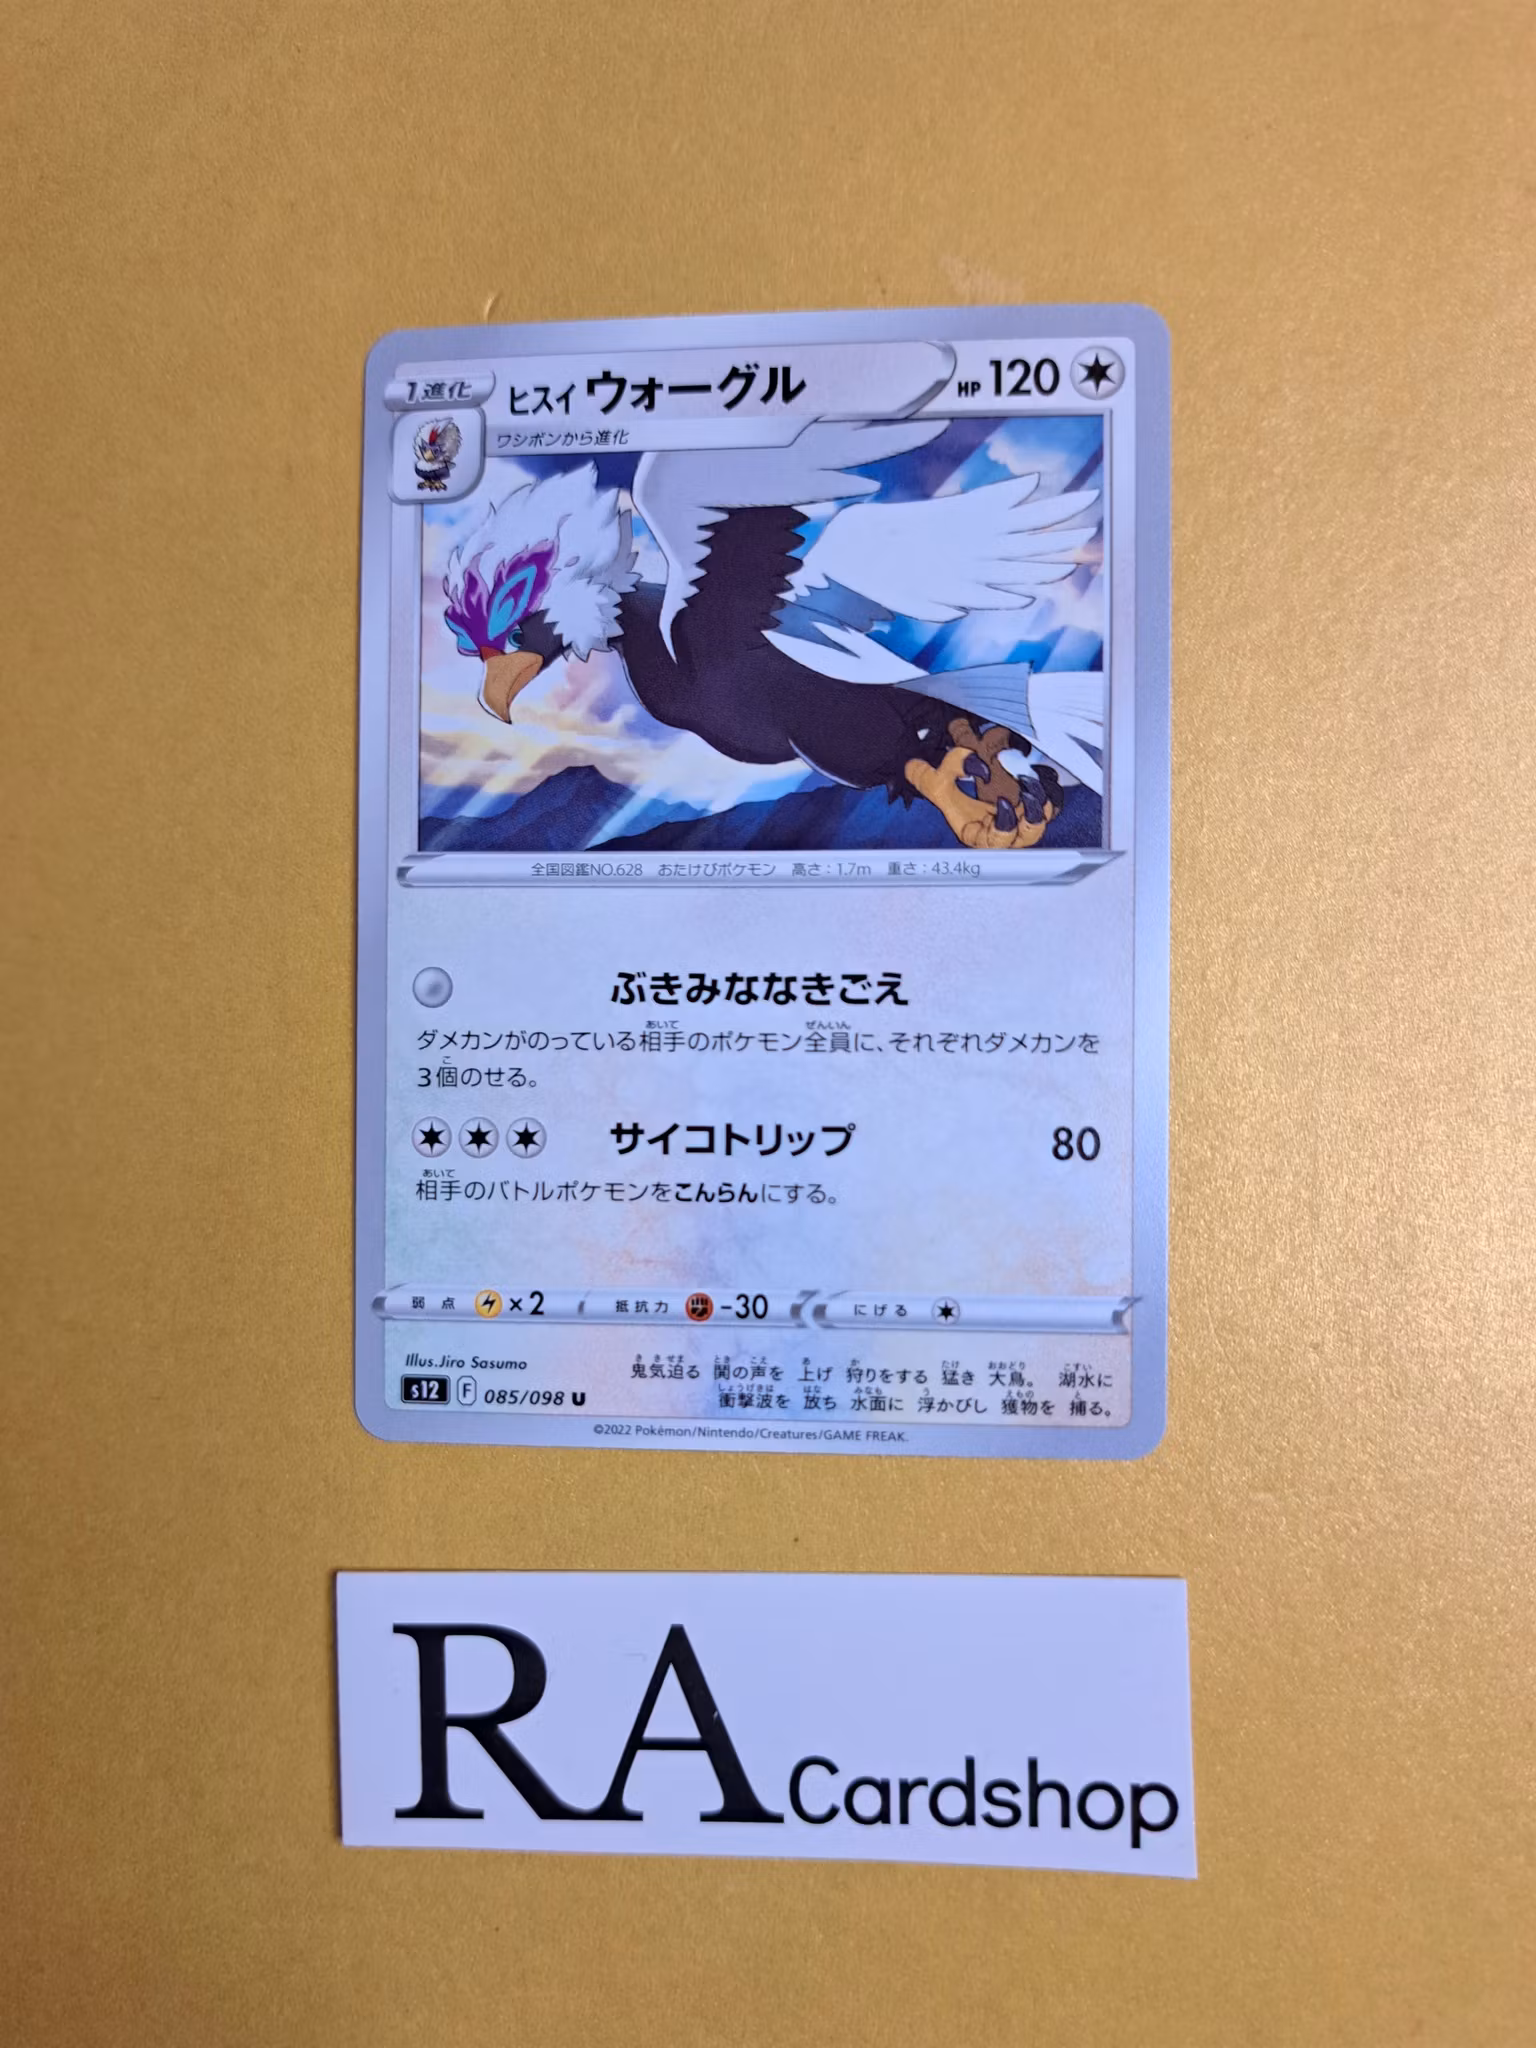 1進化
ヒスイ ウォーグル
HP 120
ワシボンから進化
全国図鑑NO.628 おたけびポケモン 高さ：1.7m 重さ：43.4kg
ぶきみななきごえ
ダメカンがのっている相手のポケモン全員に、それぞれダメカンを
3個のせる。
サイコトリップ 80
相手のバトルポケモンをこんらんにする。
弱点 ×2 抵抗力 -30 にげる
Illus.Jiro Sasumo
鬼気迫る 鬨の声を 上げ 狩りをする 猛き 大鳥。 湖水に
衝撃波を 放ち 水面に 浮かびし 獲物を 捕る。
s12 F 085/098 U
©2022 Pokémon/Nintendo/Creatures/GAME FREAK.
RA Cardshop